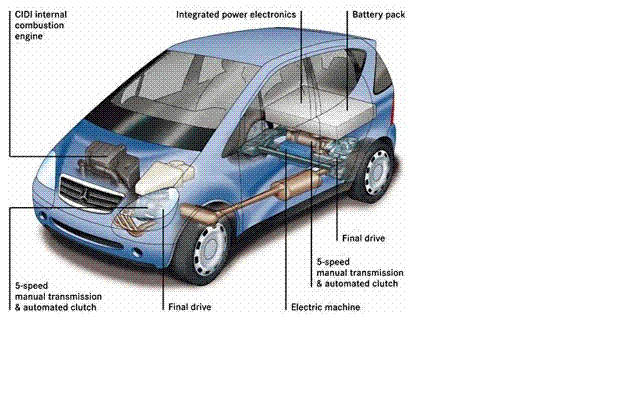 CIDI internal
combustion
engine
Integrated power electronics
Battery pack
Final drive
5-speed
manual transmission
& automated clutch
5-speed
manual transmission
& automated clutch
Final drive
Electric machine